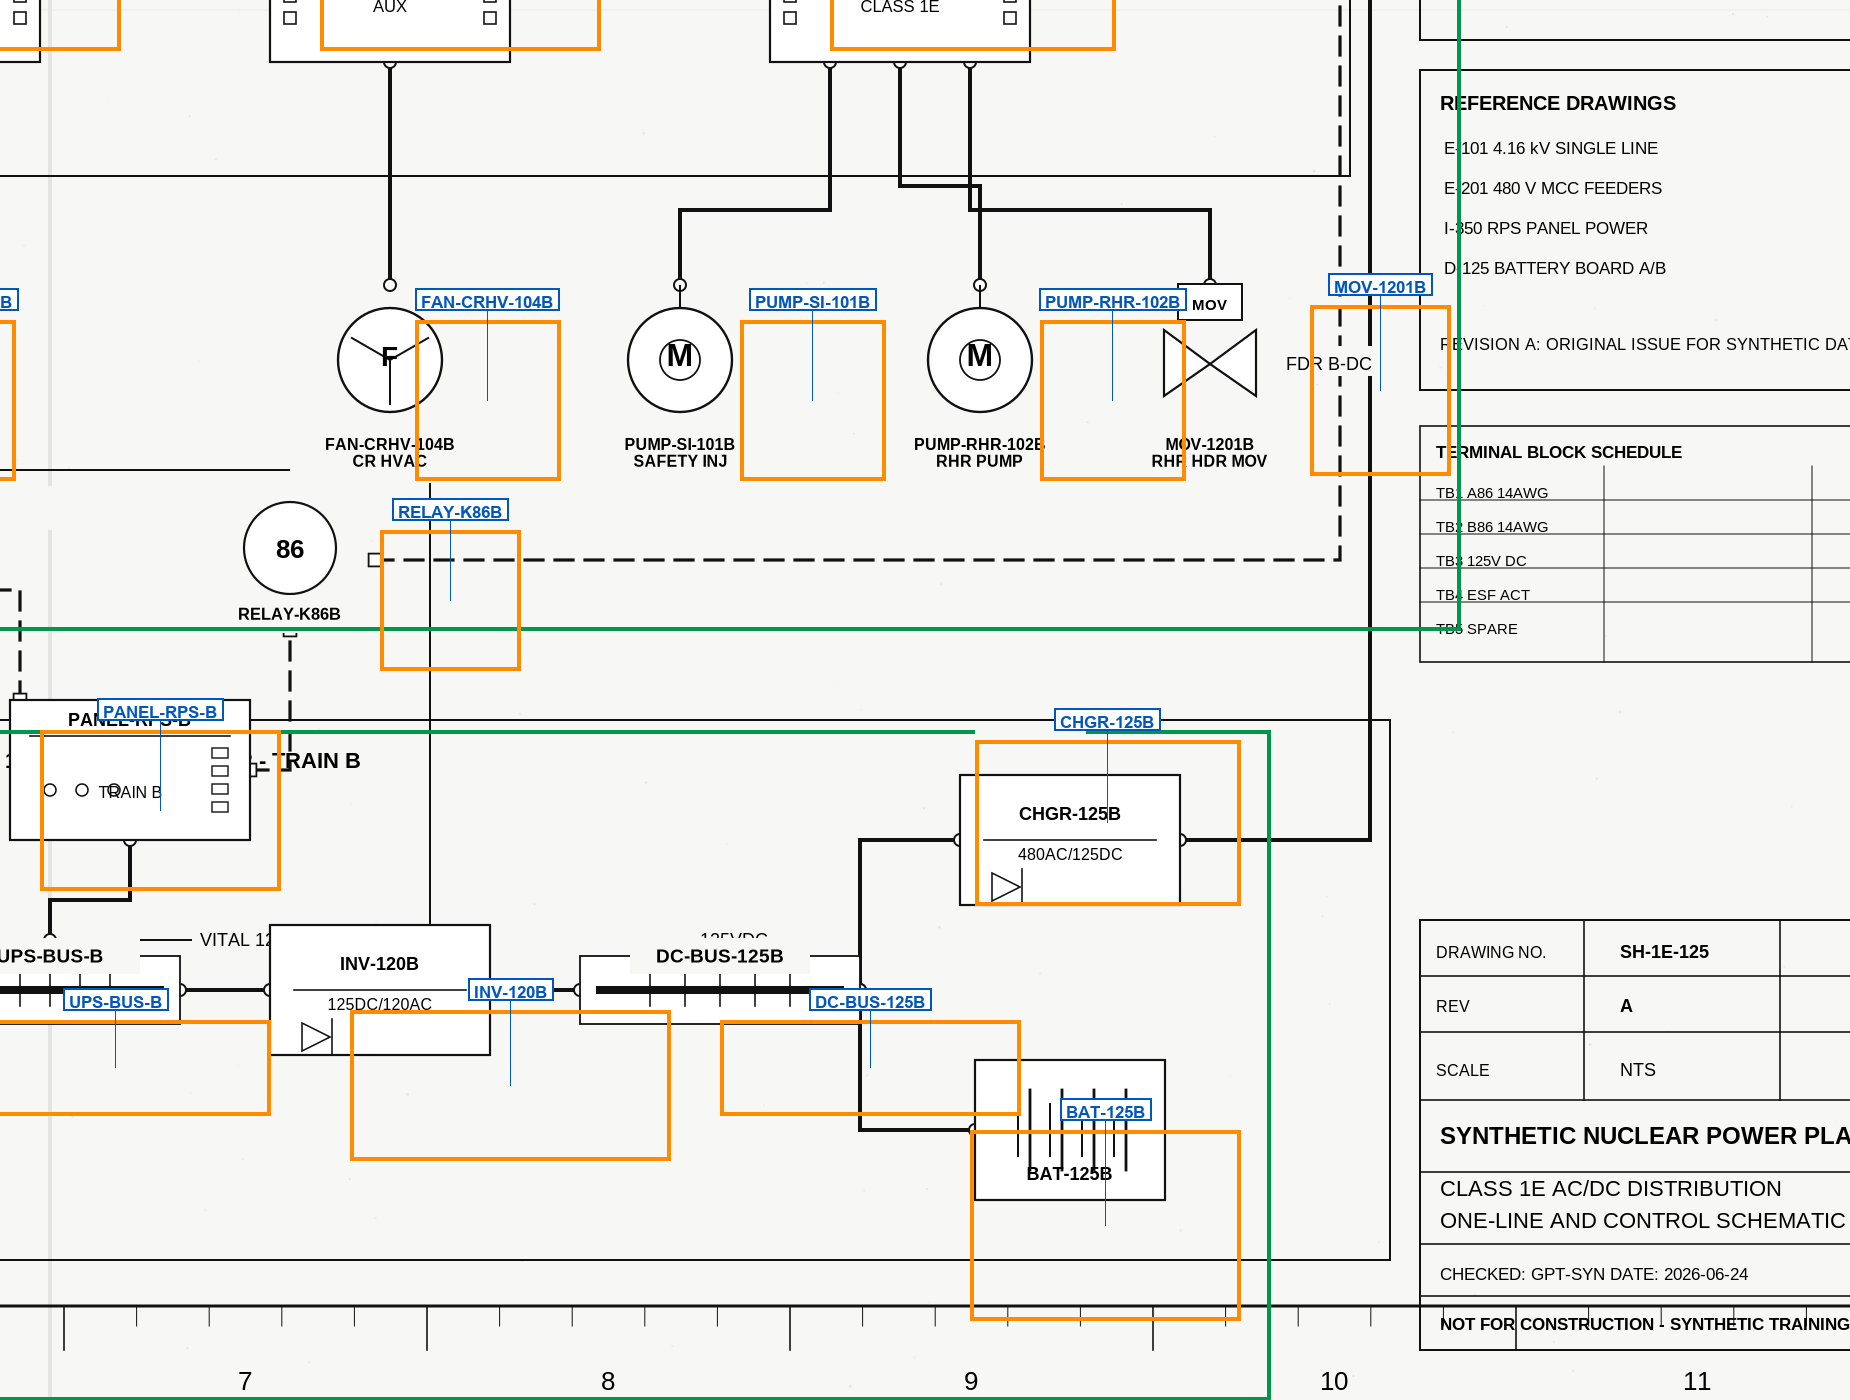 AUX
CLASS 1E
REFERENCE DRAWINGS
E-101 4.16 kV SINGLE LINE
E-201 480 V MCC FEEDERS
I-350 RPS PANEL POWER
D-125 BATTERY BOARD A/B
REVISION A: ORIGINAL ISSUE FOR SYNTHETIC DAT
B
FAN-CRHV-104B
PUMP-SI-101B
PUMP-RHR-102B
MOV-1201B
MOV
F
M
M
FDR B-DC
FAN-CRHV-104B
CR HVAC
PUMP-SI-101B
SAFETY INJ
PUMP-RHR-102B
RHR PUMP
MOV-1201B
RHR HDR MOV
TERMINAL BLOCK SCHEDULE
TB1 A86 14AWG
TB2 B86 14AWG
TB3 125V DC
TB4 ESF ACT
TB5 SPARE
RELAY-K86B
86
RELAY-K86B
PANEL-RPS-B
PANEL-RPS-B
- TRAIN B
TRAIN B
CHGR-125B
CHGR-125B
480AC/125DC
VITAL 12
125VDC
UPS-BUS-B
INV-120B
125DC/120AC
DC-BUS-125B
UPS-BUS-B
INV-120B
DC-BUS-125B
BAT-125B
BAT-125B
DRAWING NO. SH-1E-125
REV A
SCALE NTS
SYNTHETIC NUCLEAR POWER PLA
CLASS 1E AC/DC DISTRIBUTION
ONE-LINE AND CONTROL SCHEMATIC
CHECKED: GPT-SYN DATE: 2026-06-24
NOT FOR CONSTRUCTION - SYNTHETIC TRAINING
7 8 9 10 11